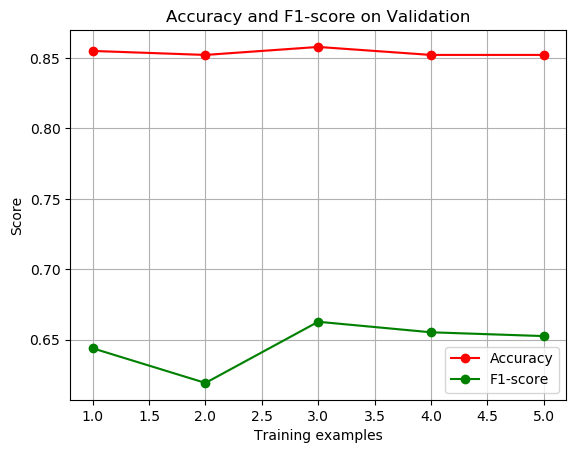 Accuracy and F1-score on Validation
Score
0.85
0.80
0.75
0.70
0.65
1.0 1.5 2.0 2.5 3.0 3.5 4.0 4.5 5.0
Training examples
Accuracy
F1-score